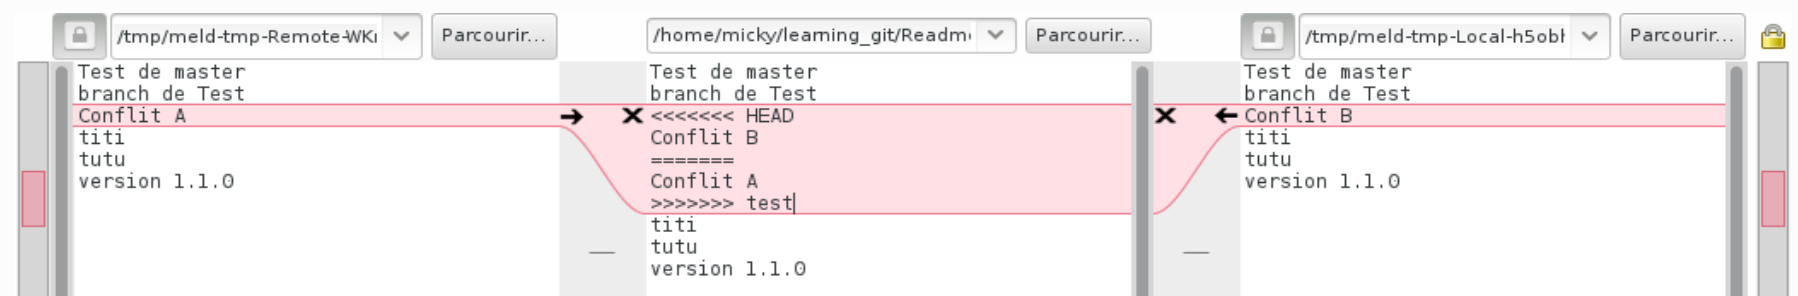 /tmp/meld-tmp-Remote-WK
Parcourir...
/home/micky/learning_git/Readm
Parcourir...
/tmp/meld-tmp-Local-h5ob
Parcourir...
Test de master
branch de Test
Conflit A
titi
tutu
version 1.1.0
Test de master
branch de Test
<<<<<<< HEAD
Conflit B
=======
Conflit A
>>>>>>> test
titi
tutu
version 1.1.0
Test de master
branch de Test
Conflit B
titi
tutu
version 1.1.0